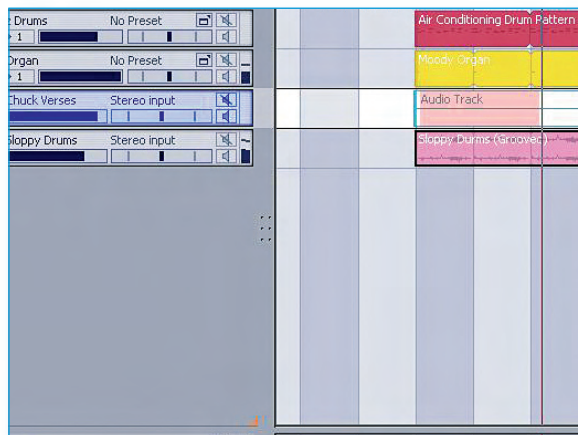 Drums No Preset
1
Organ No Preset
1
Chuck Verses Stereo input
Sloppy Drums Stereo input
Air Conditioning Drum Pattern
Moody Organ
Audio Track
Sloppy Durms (Grooved)